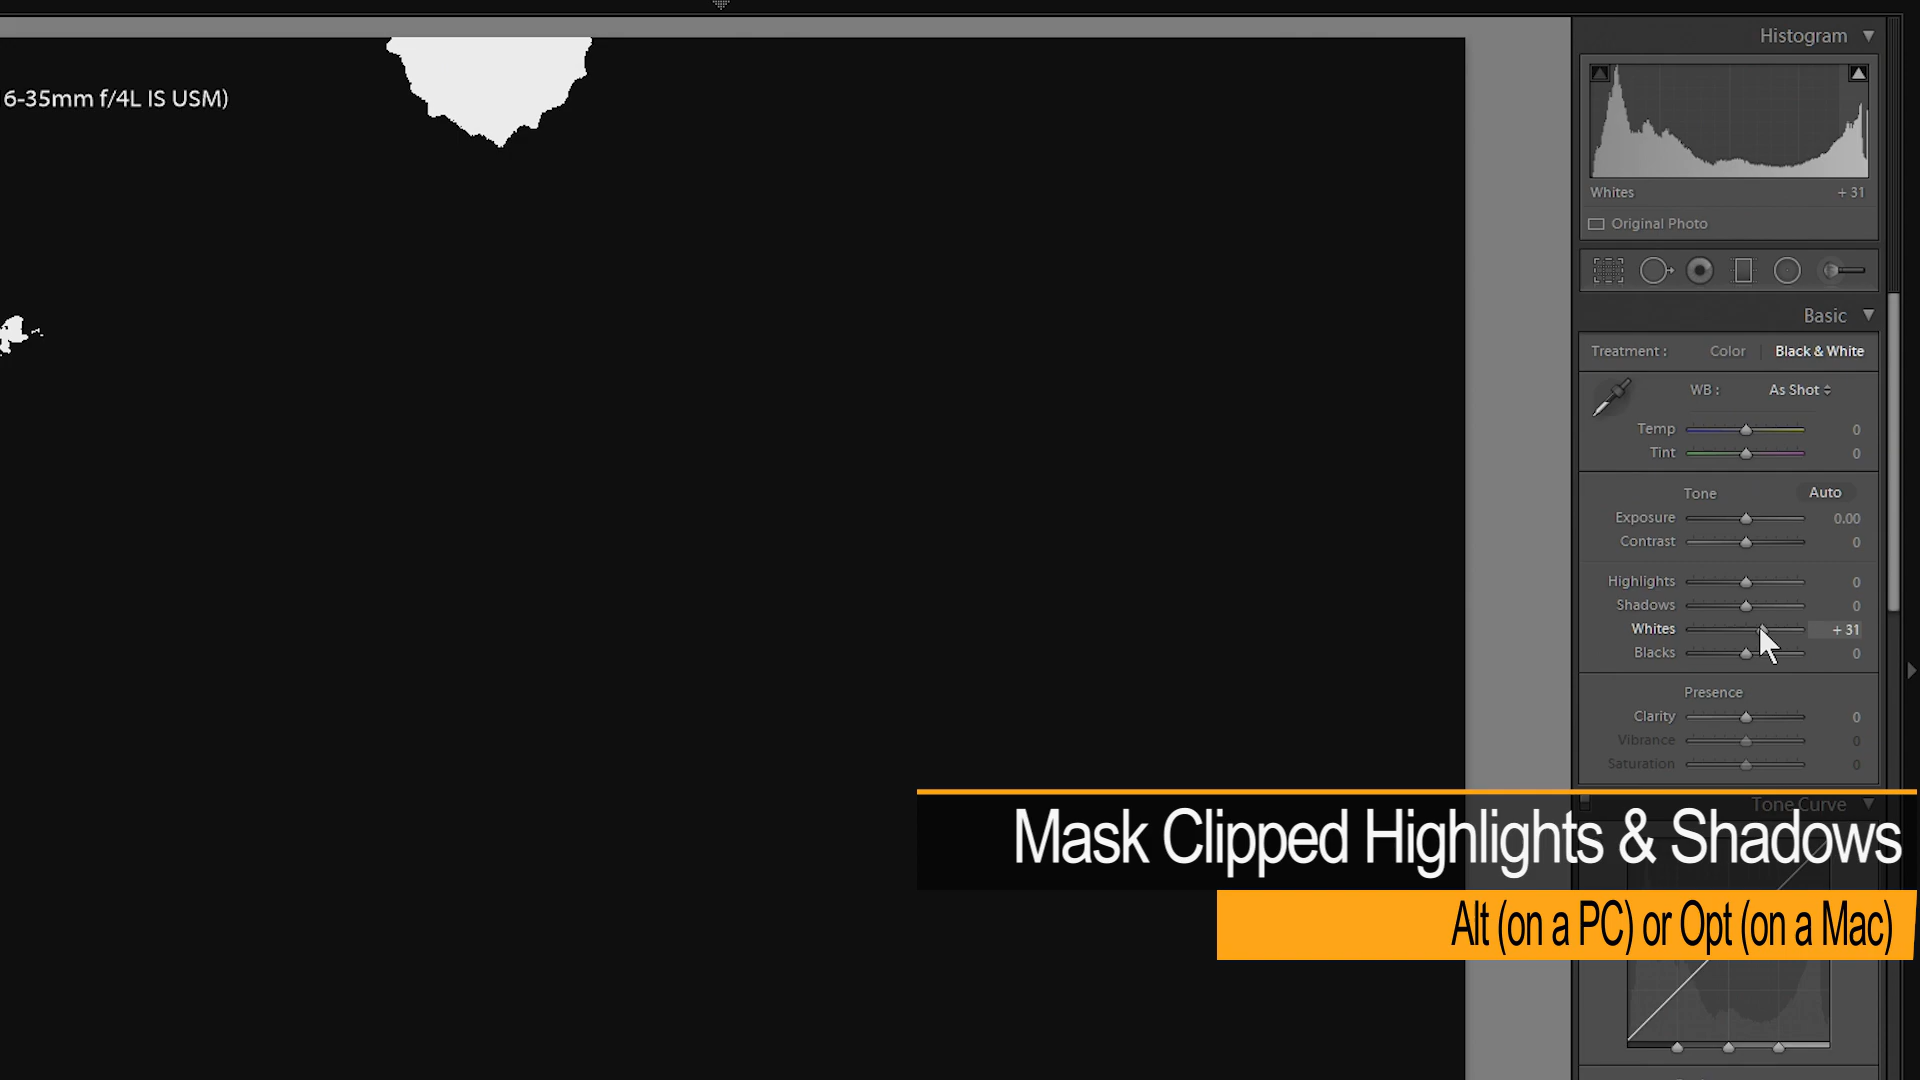 6-35mm f/4L IS USM)
Histogram
Whites + 31
Original Photo
Basic
Treatment : Color Black & White
WB : As Shot
Temp 0
Tint 0
Tone Auto
Exposure 0.00
Contrast 0
Highlights 0
Shadows 0
Whites + 31
Blacks 0
Presence
Clarity 0
Vibrance 0
Saturation 0
Tone Curve
Mask Clipped Highlights & Shadows
Alt (on a PC) or Opt (on a Mac)